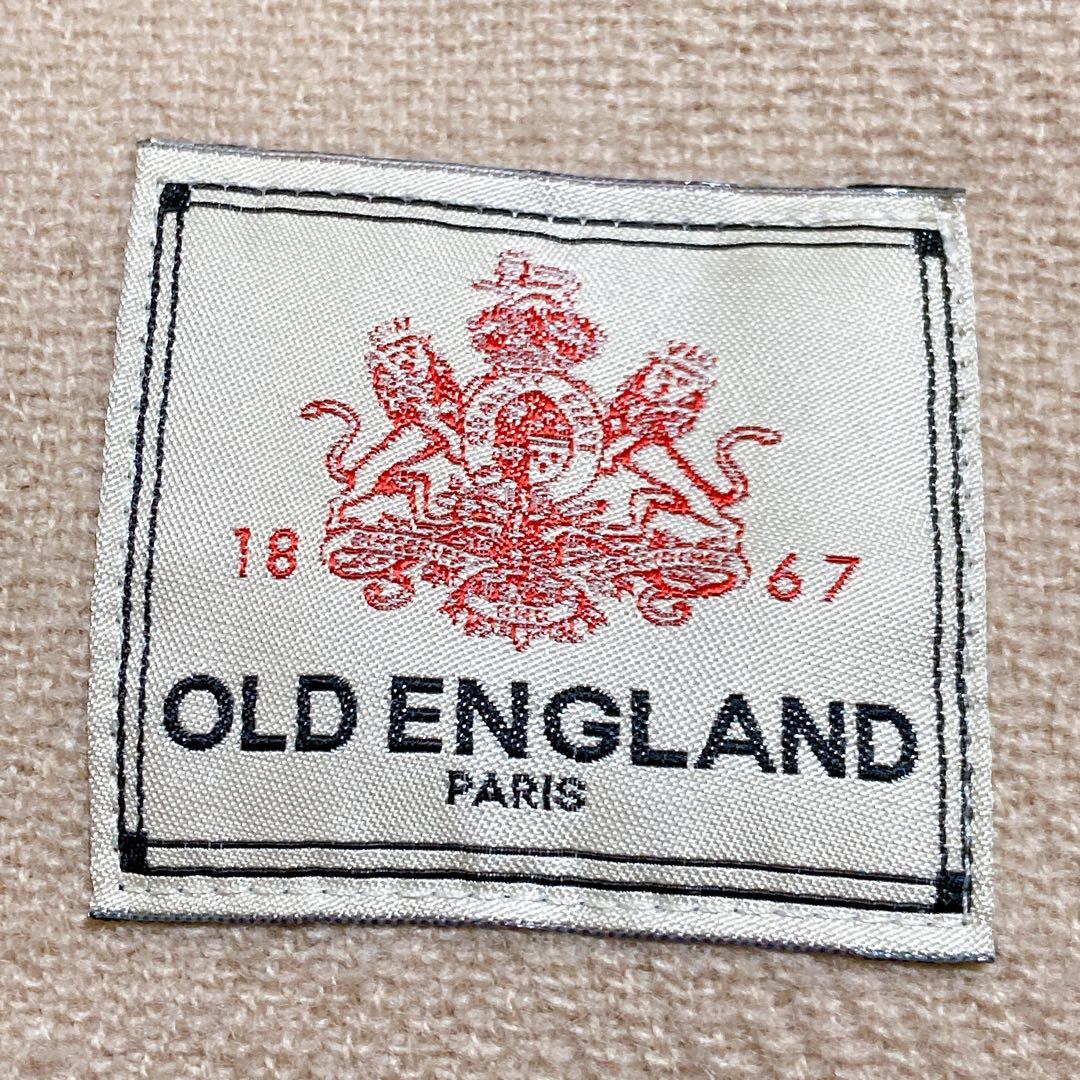 18 67
OLD ENGLAND
PARIS